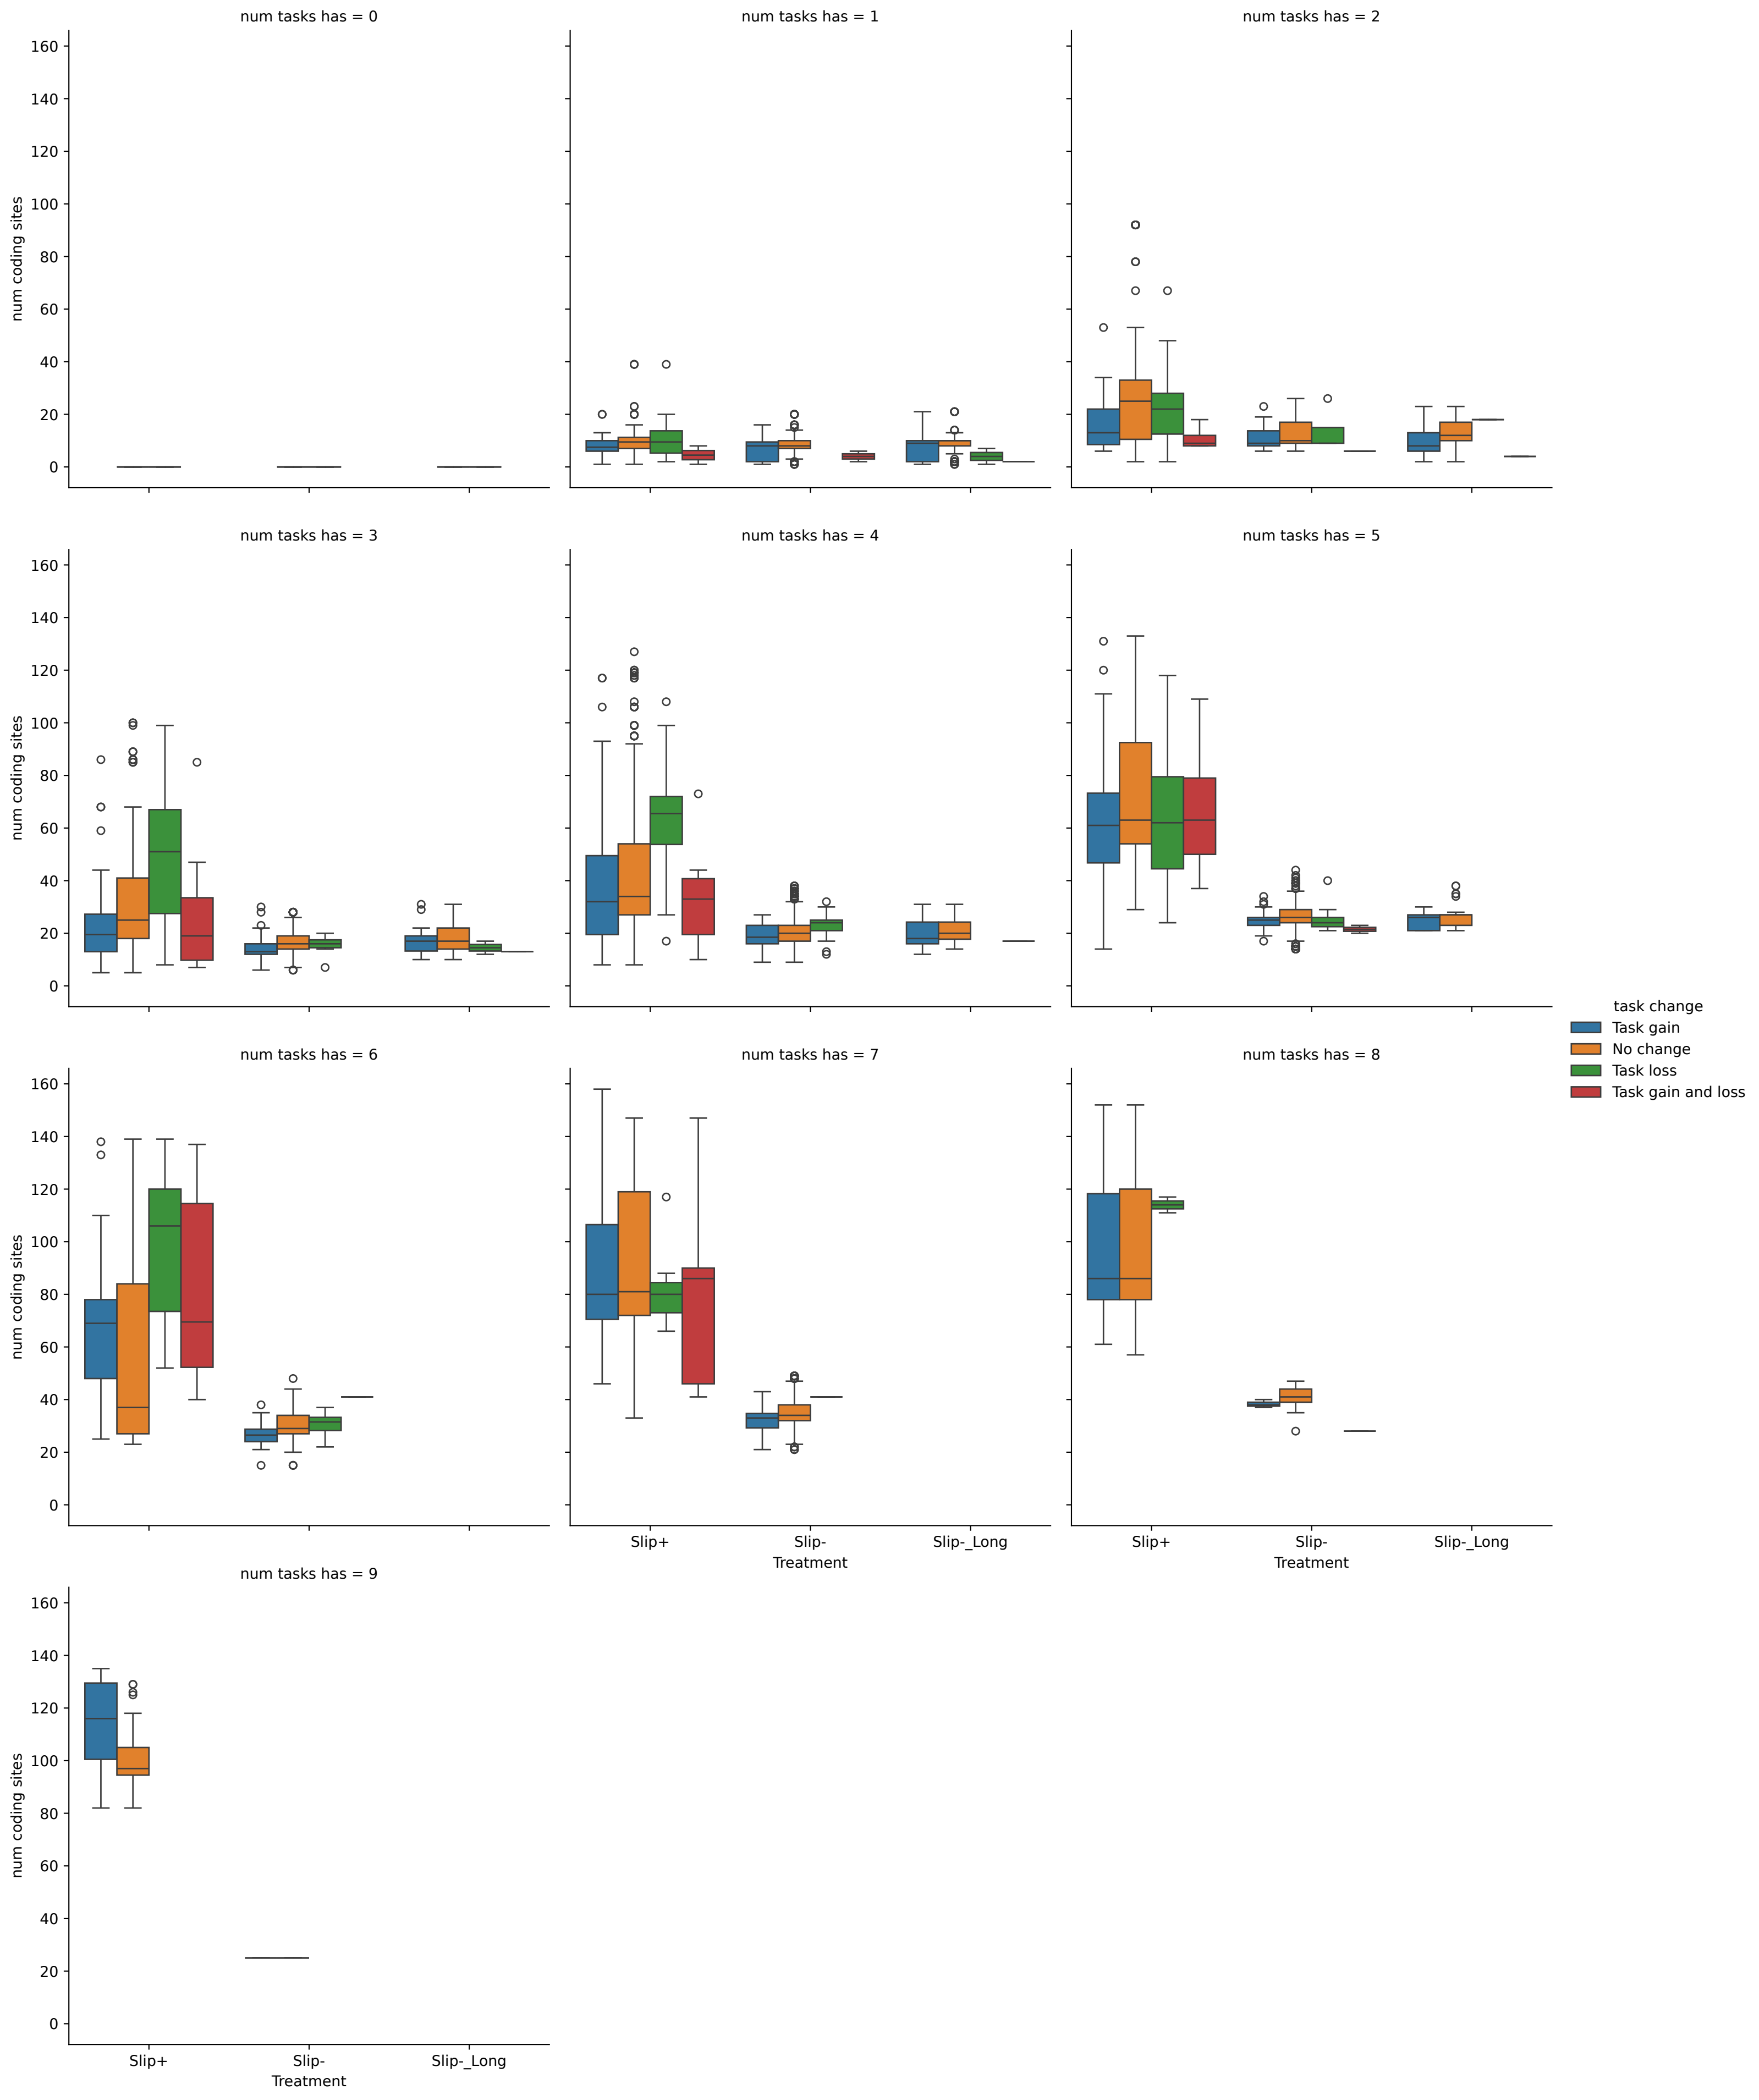 num tasks has = 0
num tasks has = 1
num tasks has = 2
160
140
120
100
80
60
40
20
0
num coding sites
num tasks has = 3
num tasks has = 4
num tasks has = 5
160
140
120
100
80
60
40
20
0
num coding sites
task change
Task gain
No change
Task loss
Task gain and loss
num tasks has = 6
num tasks has = 7
num tasks has = 8
160
140
120
100
80
60
40
20
0
num coding sites
Slip+ Slip- Slip-_Long
Treatment
Slip+ Slip- Slip-_Long
Treatment
num tasks has = 9
160
140
120
100
80
60
40
20
0
num coding sites
Slip+ Slip- Slip-_Long
Treatment